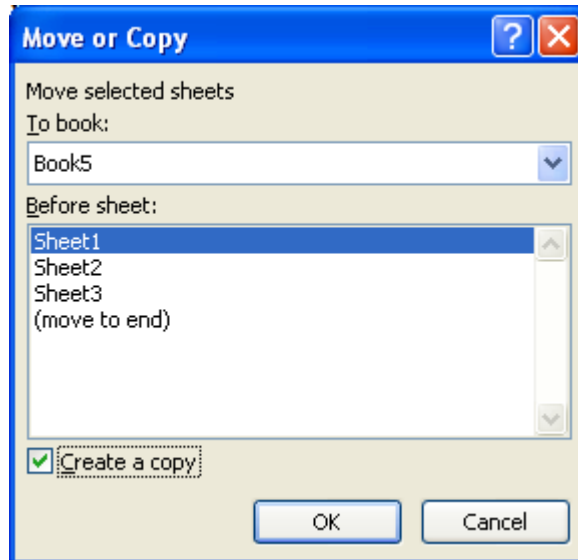 Move or Copy
Move selected sheets
To book:
Book5
Before sheet:
Sheet1
Sheet2
Sheet3
(move to end)
Create a copy
OK Cancel